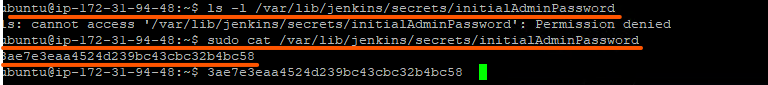 ubuntu@ip-172-31-94-48:~$ ls -l /var/lib/jenkins/secrets/initialAdminPassword
ls: cannot access '/var/lib/jenkins/secrets/initialAdminPassword': Permission denied
ubuntu@ip-172-31-94-48:~$ sudo cat /var/lib/jenkins/secrets/initialAdminPassword
3ae7e3eaa4524d239bc43cbc32b4bc58
ubuntu@ip-172-31-94-48:~$ 3ae7e3eaa4524d239bc43cbc32b4bc58